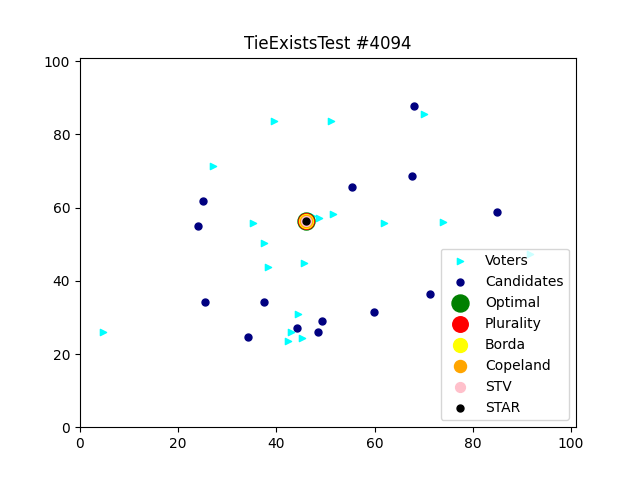 TieExistsTest #4094
100
80
60
40
20
0
0 20 40 60 80 100
Voters
Candidates
Optimal
Plurality
Borda
Copeland
STV
STAR